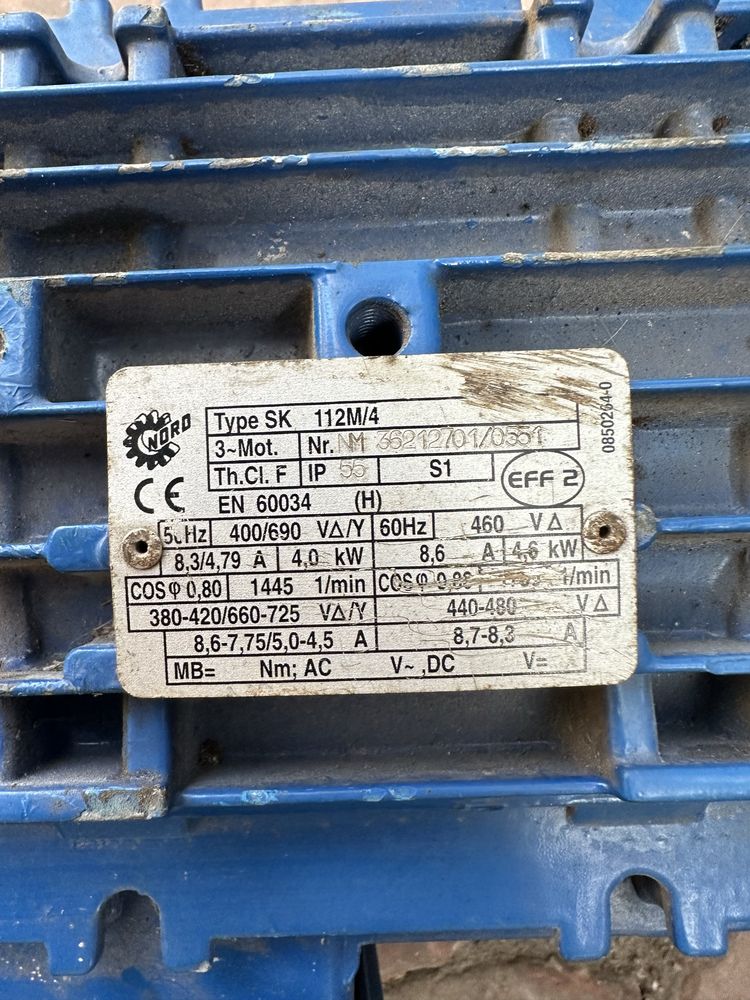 NORD
Type SK 112M/4
3~Mot. Nr. NM 36212701/0551
Th.Cl. F IP 55 S1
EFF 2
CE
EN 60034 (H)
50Hz 400/690 VΔ/Y 60Hz 460 VΔ
8,3/4,79 A 4,0 kW 8,6 A 4,6 kW
COSφ 0,80 1445 1/min COSφ 1/min
380-420/660-725 VΔ/Y 440-480 VΔ
8,6-7,75/5,0-4,5 A 8,7-8,3 A
MB= Nm; AC V~ ,DC V=
0850264-0